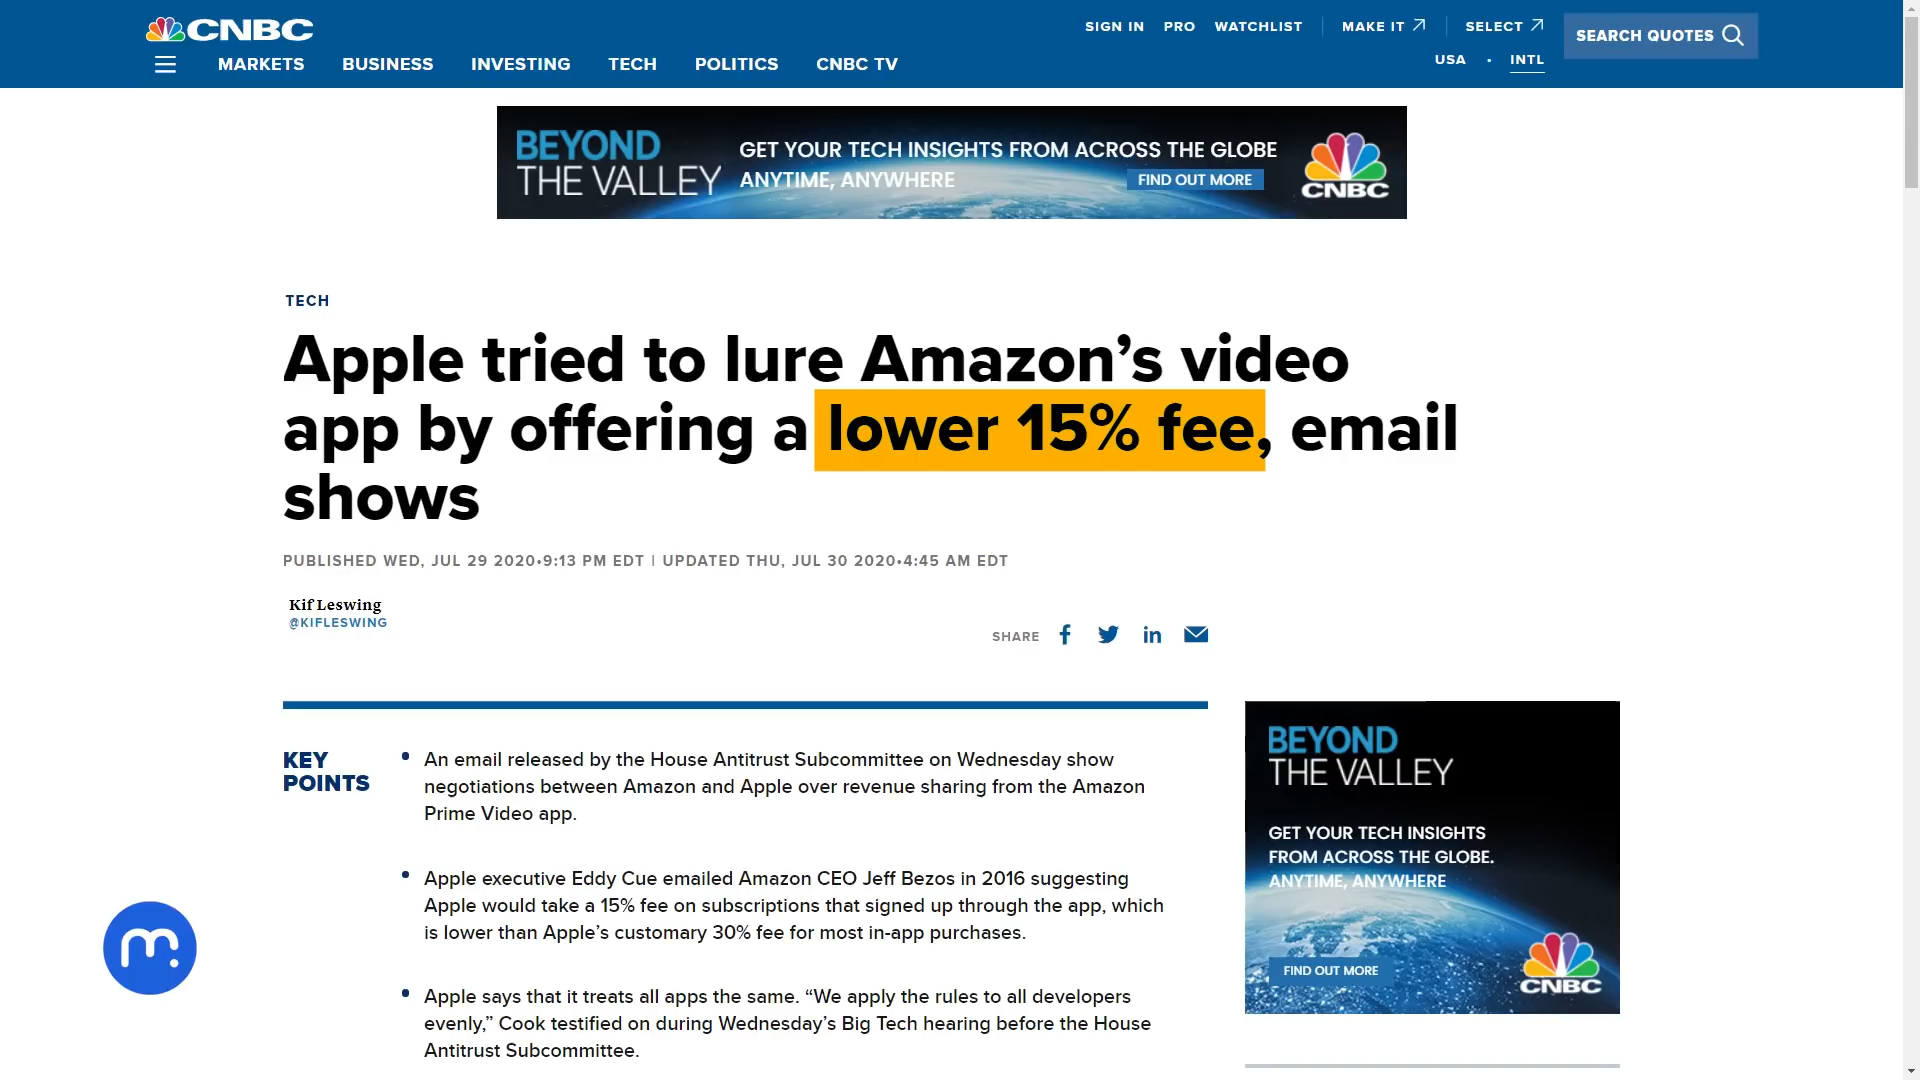 CNBC
SIGN IN PRO WATCHLIST MAKE IT SELECT
SEARCH QUOTES
USA • INTL
MARKETS BUSINESS INVESTING TECH POLITICS CNBC TV
BEYOND
THE VALLEY
GET YOUR TECH INSIGHTS FROM ACROSS THE GLOBE
ANYTIME, ANYWHERE
FIND OUT MORE
CNBC
TECH
Apple tried to lure Amazon’s video
app by offering a lower 15% fee, email
shows
PUBLISHED WED, JUL 29 2020•9:13 PM EDT | UPDATED THU, JUL 30 2020•4:45 AM EDT
Kif Leswing
@KIFLESWING
SHARE
KEY
POINTS
• An email released by the House Antitrust Subcommittee on Wednesday show
negotiations between Amazon and Apple over revenue sharing from the Amazon
Prime Video app.
• Apple executive Eddy Cue emailed Amazon CEO Jeff Bezos in 2016 suggesting
Apple would take a 15% fee on subscriptions that signed up through the app, which
is lower than Apple’s customary 30% fee for most in-app purchases.
• Apple says that it treats all apps the same. “We apply the rules to all developers
evenly,” Cook testified on during Wednesday’s Big Tech hearing before the House
Antitrust Subcommittee.
BEYOND
THE VALLEY
GET YOUR TECH INSIGHTS
FROM ACROSS THE GLOBE.
ANYTIME, ANYWHERE
FIND OUT MORE
CNBC
m.